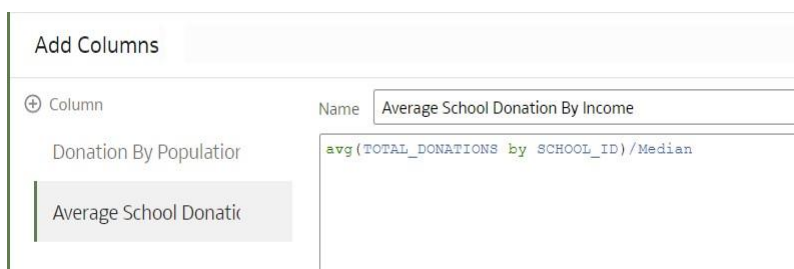 Add Columns
Column
Name Average School Donation By Income
Donation By Population
avg(TOTAL_DONATIONS by SCHOOL_ID)/Median
Average School Donatic